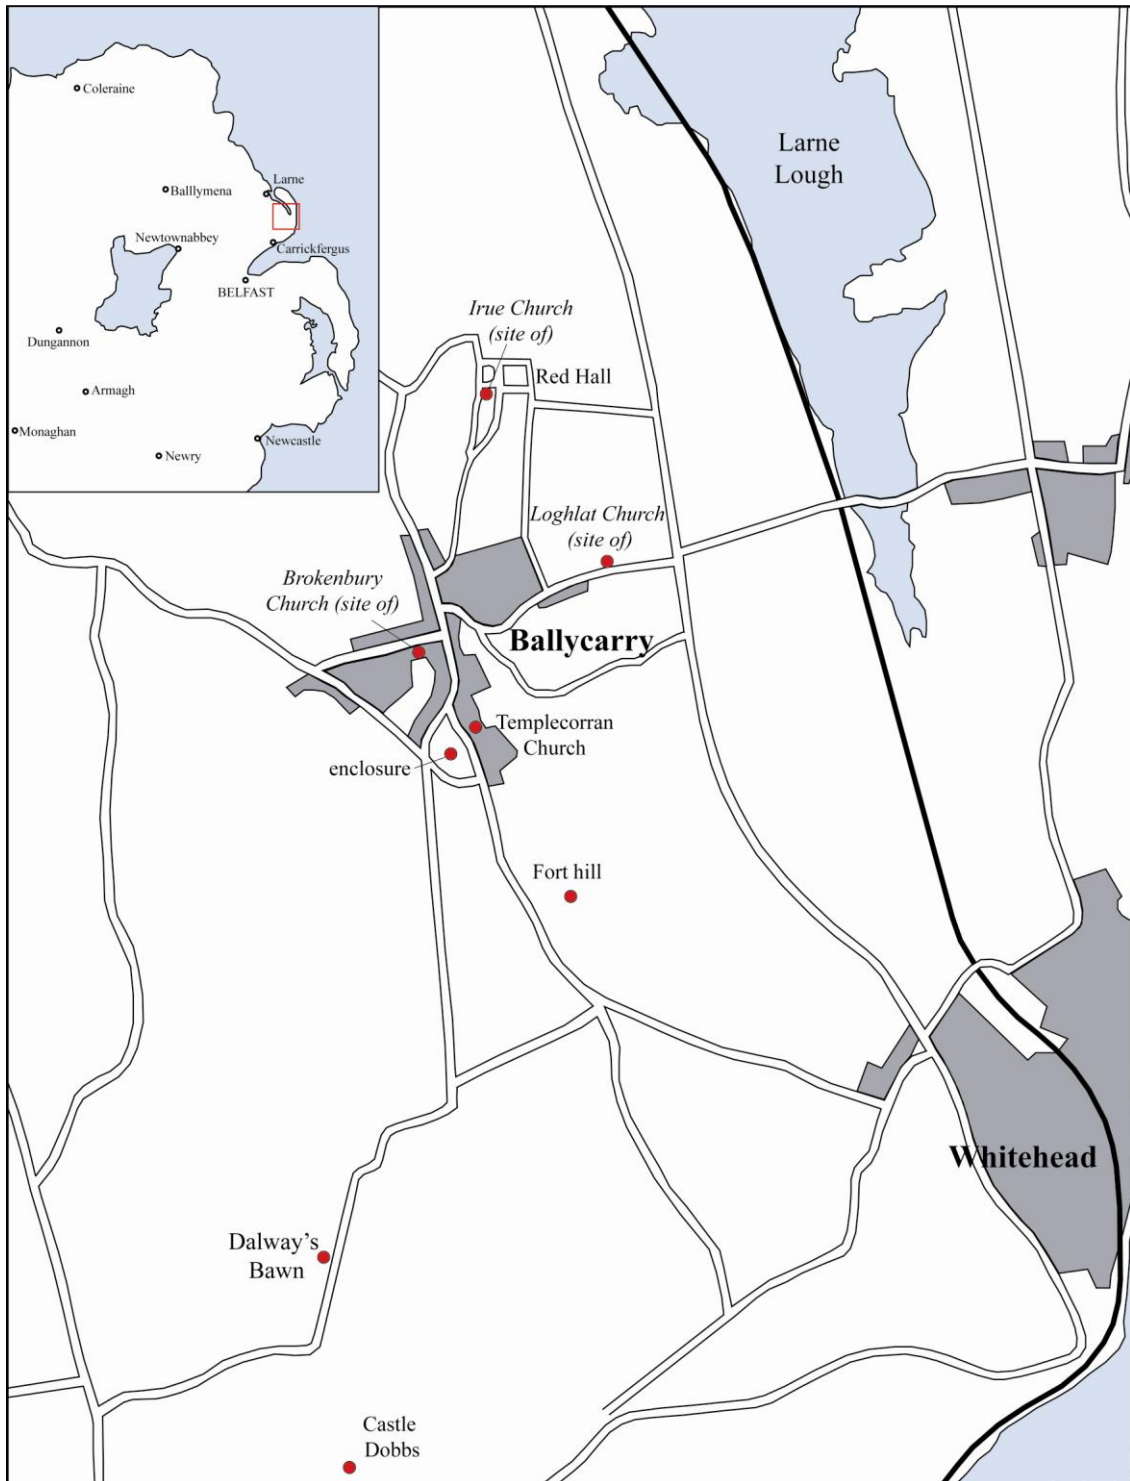 Coleraine
Larne
Balllymena
Newtownabbey
Carrickfergus
BELFAST
Dungannon
Armagh
Monaghan
Newcastle
Newry
Larne
Lough
Irue Church
(site of)
Red Hall
Loghlat Church
(site of)
Brokenbury
Church (site of)
Ballycarry
Templecorran
Church
enclosure
Fort hill
Whitehead
Dalway’s
Bawn
Castle
Dobbs